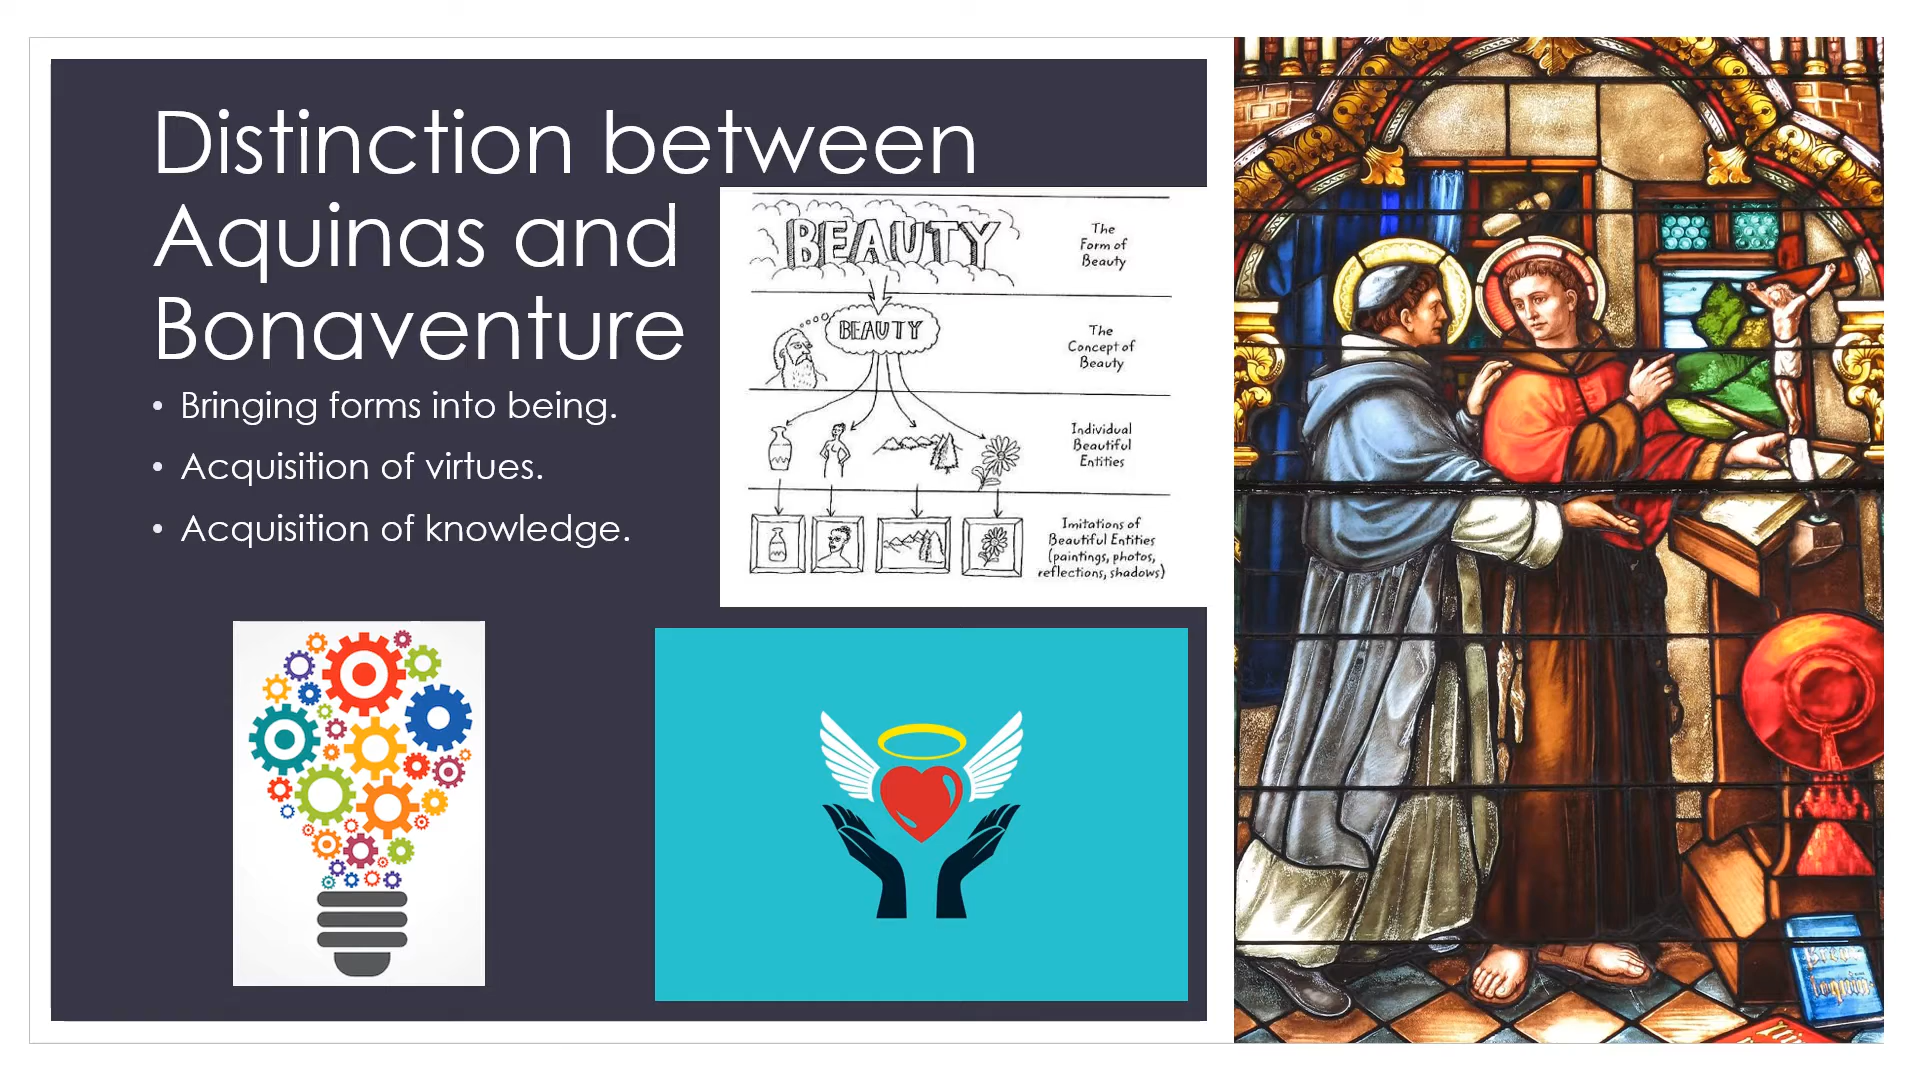 Distinction between
Aquinas and
Bonaventure
• Bringing forms into being.
• Acquisition of virtues.
• Acquisition of knowledge.
BEAUTY
The
Form of
Beauty
BEAUTY
The
Concept of
Beauty
Individual
Beautiful
Entities
Imitations of
Beautiful Entities
(paintings, photos,
reflections, shadows)